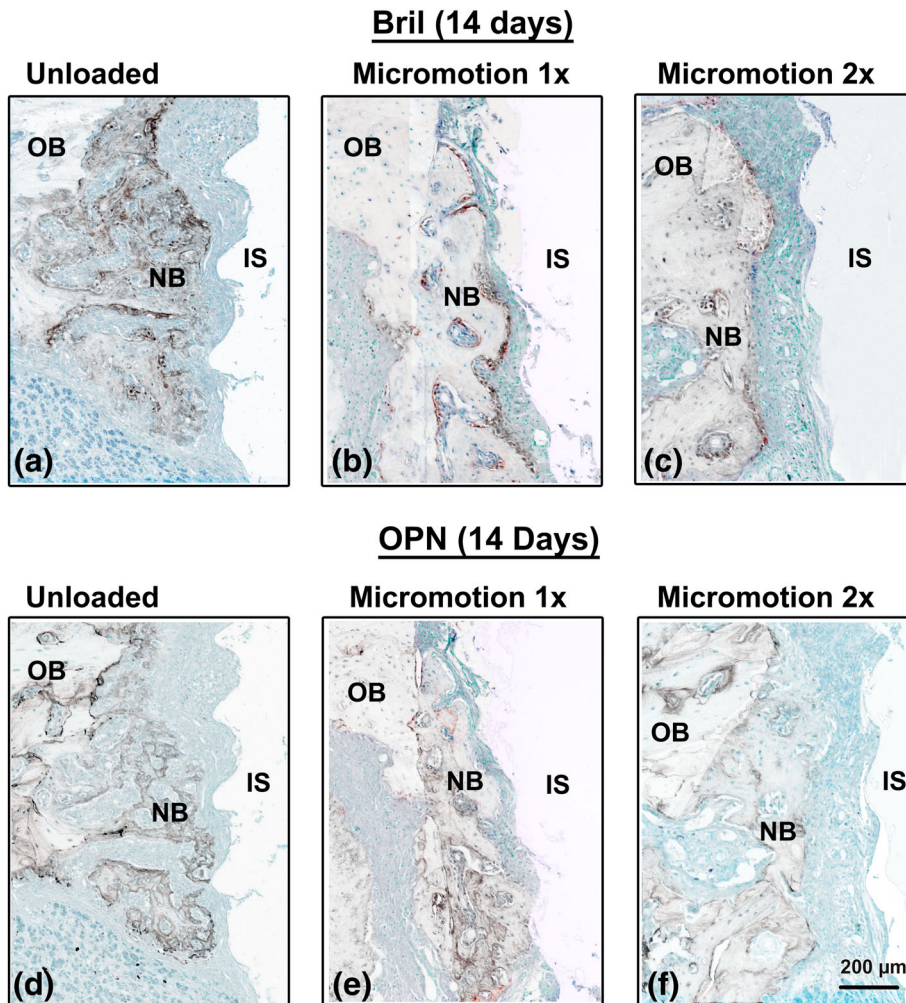 Bril (14 days)
Unloaded
Micromotion 1x
Micromotion 2x
OB
NB
IS
(a)
OB
NB
IS
(b)
OB
NB
IS
(c)
OPN (14 Days)
Unloaded
Micromotion 1x
Micromotion 2x
OB
NB
IS
(d)
OB
NB
IS
(e)
OB
NB
IS
200 µm
(f)